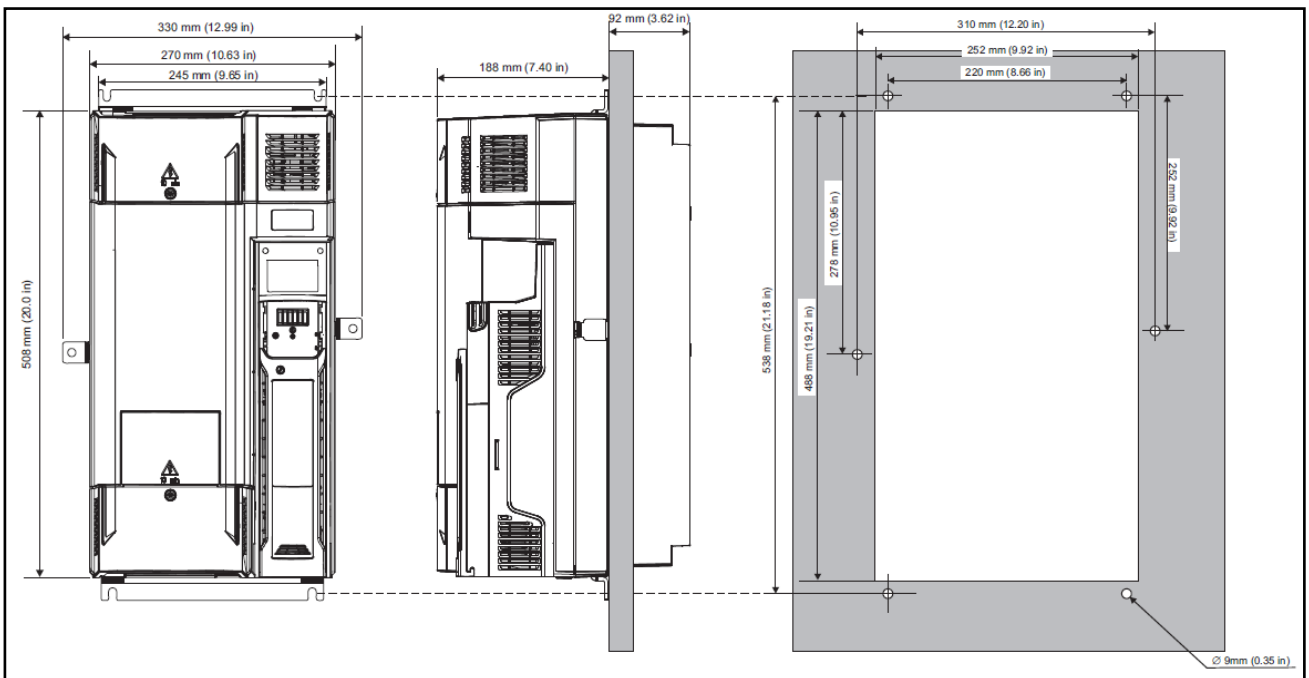 330 mm (12.99 in)
270 mm (10.63 in)
245 mm (9.65 in)
508 mm (20.0 in)
92 mm (3.62 in)
188 mm (7.40 in)
310 mm (12.20 in)
252 mm (9.92 in)
220 mm (8.66 in)
538 mm (21.18 in)
488 mm (19.21 in)
278 mm (10.95 in)
252 mm (9.92 in)
∅ 9mm (0.35 in)